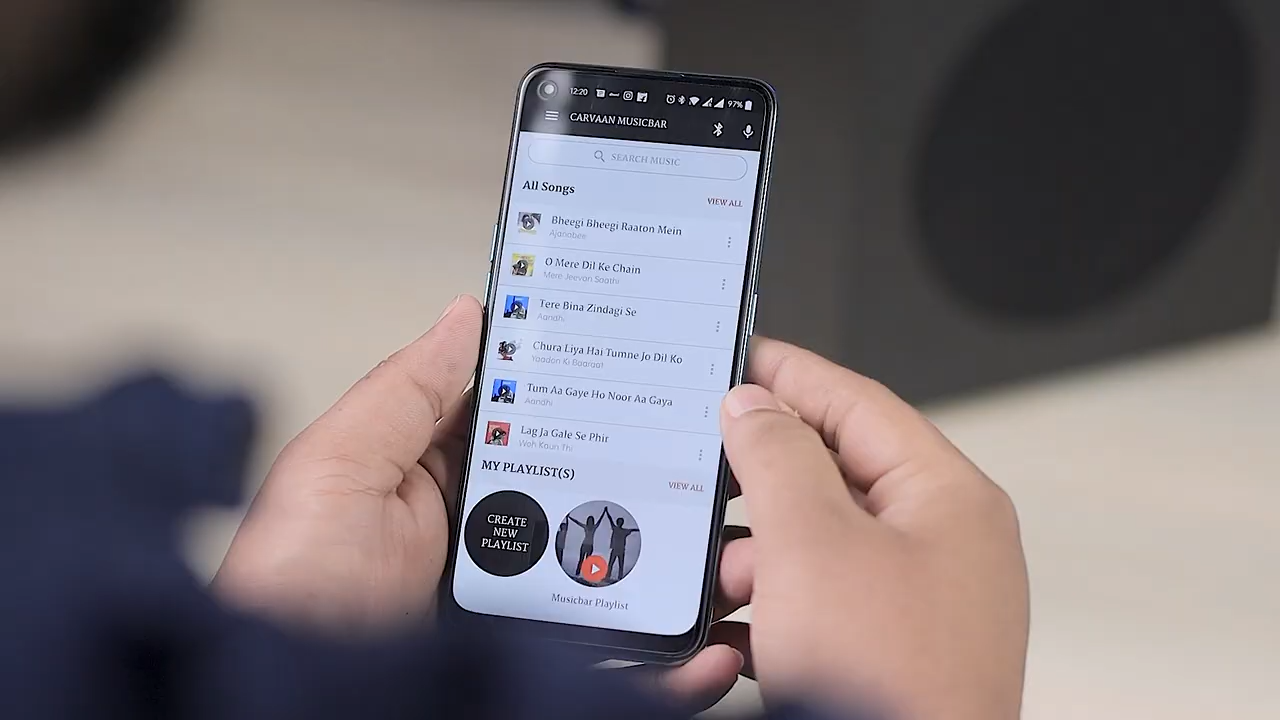 12:20
97%
CARVAAN MUSICBAR
SEARCH MUSIC
All Songs
VIEW ALL
Bheegi Bheegi Raaton Mein
Ajanabee
O Mere Dil Ke Chain
Mere Jeevan Saathi
Tere Bina Zindagi Se
Aandhi
Chura Liya Hai Tumne Jo Dil Ko
Yaadon Ki Baaraat
Tum Aa Gaye Ho Noor Aa Gaya
Aandhi
Lag Ja Gale Se Phir
Woh Kaun Thi
MY PLAYLIST(S)
VIEW ALL
CREATE
NEW
PLAYLIST
Musicbar Playlist